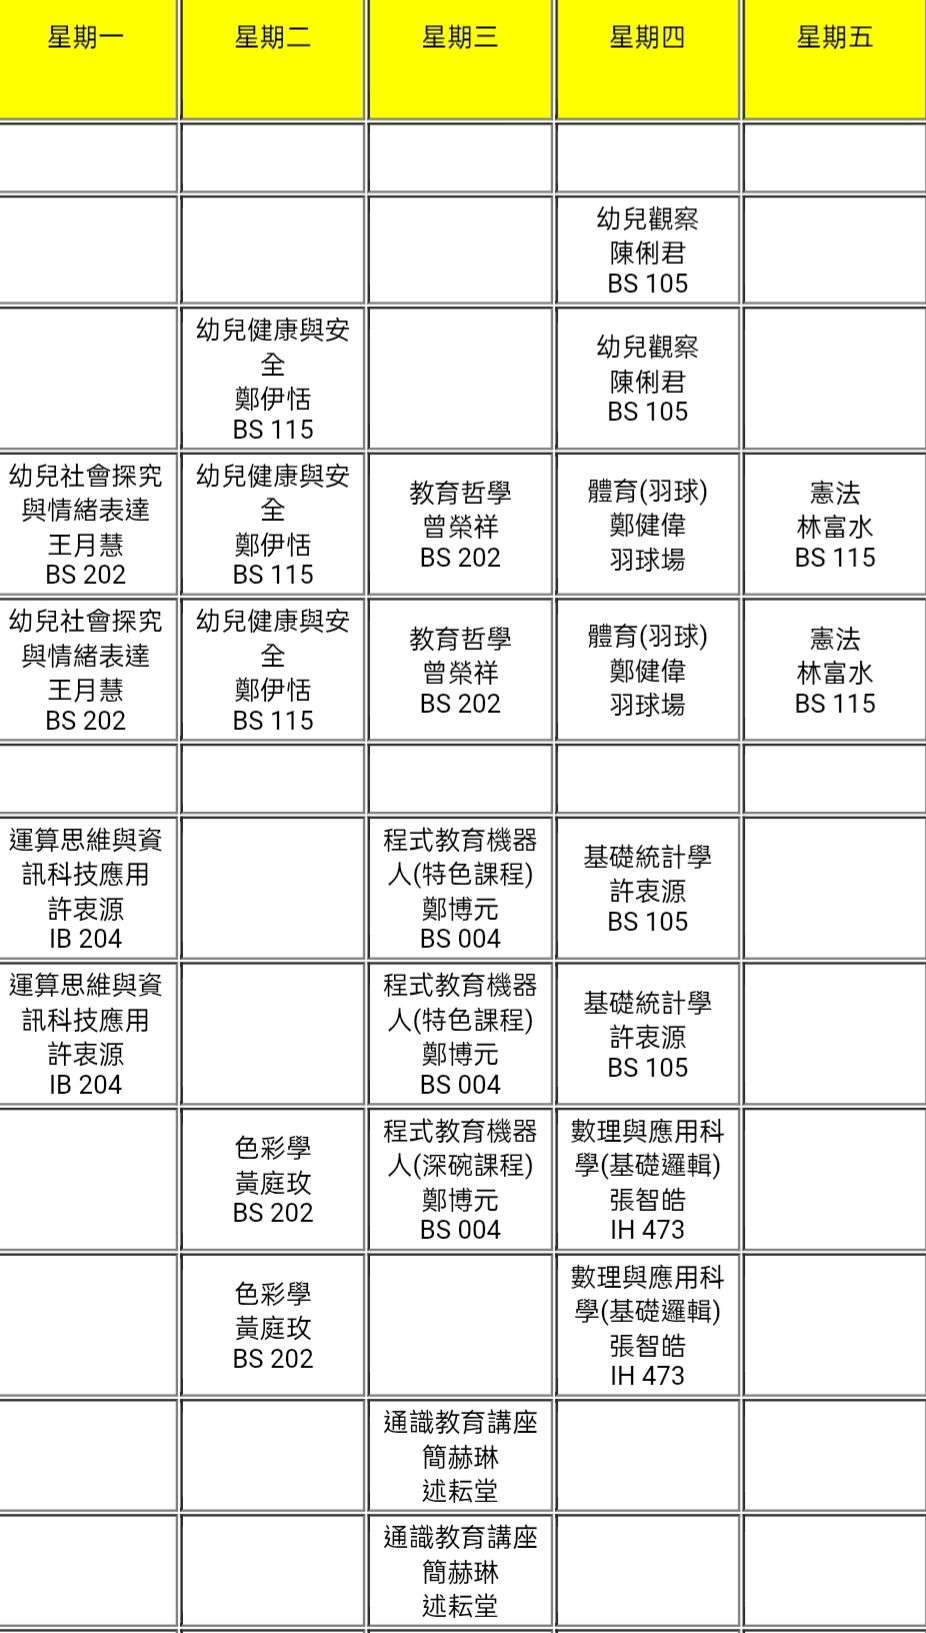 星期一
星期二
星期三
星期四
星期五
幼兒觀察
陳俐君
BS 105
幼兒健康與安
全
鄭伊恬
BS 115
幼兒觀察
陳俐君
BS 105
幼兒社會探究
與情緒表達
王月慧
BS 202
幼兒健康與安
全
鄭伊恬
BS 115
教育哲學
曾榮祥
BS 202
體育(羽球)
鄭健偉
羽球場
憲法
林富水
BS 115
幼兒社會探究
與情緒表達
王月慧
BS 202
幼兒健康與安
全
鄭伊恬
BS 115
教育哲學
曾榮祥
BS 202
體育(羽球)
鄭健偉
羽球場
憲法
林富水
BS 115
運算思維與資
訊科技應用
許衷源
IB 204
程式教育機器
人(特色課程)
鄭博元
BS 004
基礎統計學
許衷源
BS 105
運算思維與資
訊科技應用
許衷源
IB 204
程式教育機器
人(特色課程)
鄭博元
BS 004
基礎統計學
許衷源
BS 105
色彩學
黃庭玫
BS 202
程式教育機器
人(深碗課程)
鄭博元
BS 004
數理與應用科
學(基礎邏輯)
張智皓
IH 473
色彩學
黃庭玫
BS 202
數理與應用科
學(基礎邏輯)
張智皓
IH 473
通識教育講座
簡赫琳
述耘堂
通識教育講座
簡赫琳
述耘堂